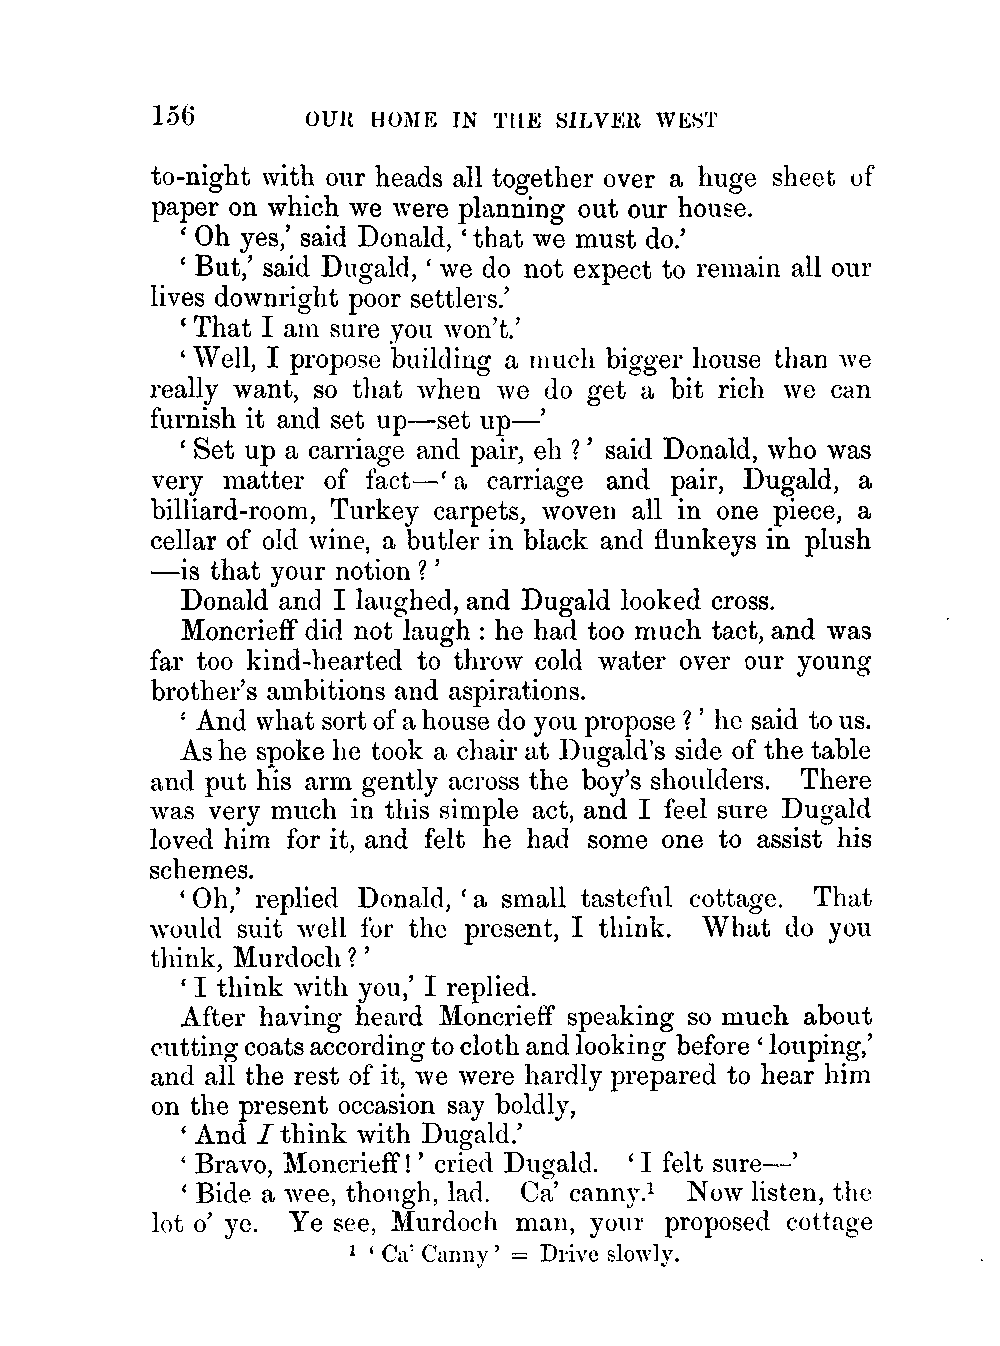 156 OUR HOME IN THE SILVER WEST
to-night with our heads all together over a huge sheet of
paper on which we were planning out our house.
‘Oh yes,’ said Donald, ‘that we must do.’
‘But,’ said Dugald, ‘we do not expect to remain all our
lives downright poor settlers.’
‘That I am sure you won’t.’
‘Well, I propose building a much bigger house than we
really want, so that when we do get a bit rich we can
furnish it and set up—set up—’
‘Set up a carriage and pair, eh?’ said Donald, who was
very matter of fact—‘a carriage and pair, Dugald, a
billiard-room, Turkey carpets, woven all in one piece, a
cellar of old wine, a butler in black and flunkeys in plush
—is that your notion?’
Donald and I laughed, and Dugald looked cross.
Moncrieff did not laugh: he had too much tact, and was
far too kind-hearted to throw cold water over our young
brother’s ambitions and aspirations.
‘And what sort of a house do you propose?’ he said to us.
As he spoke he took a chair at Dugald’s side of the table
and put his arm gently across the boy’s shoulders. There
was very much in this simple act, and I feel sure Dugald
loved him for it, and felt he had some one to assist his
schemes.
‘Oh,’ replied Donald, ‘a small tasteful cottage. That
would suit well for the present, I think. What do you
think, Murdoch?’
‘I think with you,’ I replied.
After having heard Moncrieff speaking so much about
cutting coats according to cloth and looking before ‘louping,’
and all the rest of it, we were hardly prepared to hear him
on the present occasion say boldly,
‘And I think with Dugald.’
‘Bravo, Moncrieff!’ cried Dugald. ‘I felt sure—’
‘Bide a wee, though, lad. Ca’ canny.¹ Now listen, the
lot o’ ye. Ye see, Murdoch man, your proposed cottage
¹ ‘Ca’ Canny’ = Drive slowly.